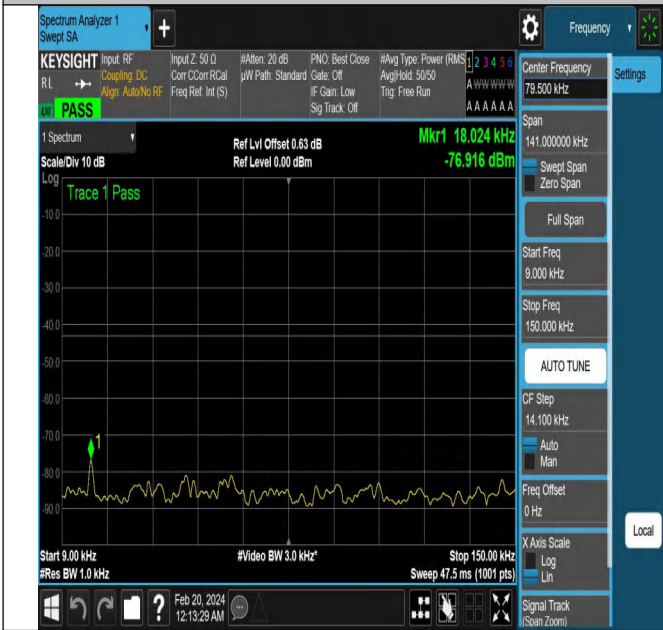 Spectrum Analyzer 1
Swept SA
+
Frequency
KEYSIGHT
RL
PASS
Input: RF
Coupling: DC
Align: Auto/No RF
Input Z: 50 Ω
Corr CCorr RCal
Freq Ref: Int (S)
#Atten: 20 dB
µW Path: Standard
PNO: Best Close
Gate: Off
IF Gain: Low
Sig Track: Off
#Avg Type: Power (RMS
Avg|Hold: 50/50
Trig: Free Run
1 2 3 4 5 6
A W W W W W
A A A A A A
1 Spectrum
Scale/Div 10 dB
Ref Lvl Offset 0.63 dB
Ref Level 0.00 dBm
Mkr1 18.024 kHz
-76.916 dBm
Log
Trace 1 Pass
-10.0
-20.0
-30.0
-40.0
-50.0
-60.0
-70.0
-80.0
-90.0
1
Start 9.00 kHz
#Res BW 1.0 kHz
#Video BW 3.0 kHz*
Stop 150.00 kHz
Sweep 47.5 ms (1001 pts)
?
Feb 20, 2024
12:13:29 AM
Center Frequency
79.500 kHz
Settings
Span
141.000000 kHz
Swept Span
Zero Span
Full Span
Start Freq
9.000 kHz
Stop Freq
150.000 kHz
AUTO TUNE
CF Step
14.100 kHz
Auto
Man
Freq Offset
0 Hz
X Axis Scale
Log
Lin
Signal Track
(Span Zoom)
Local